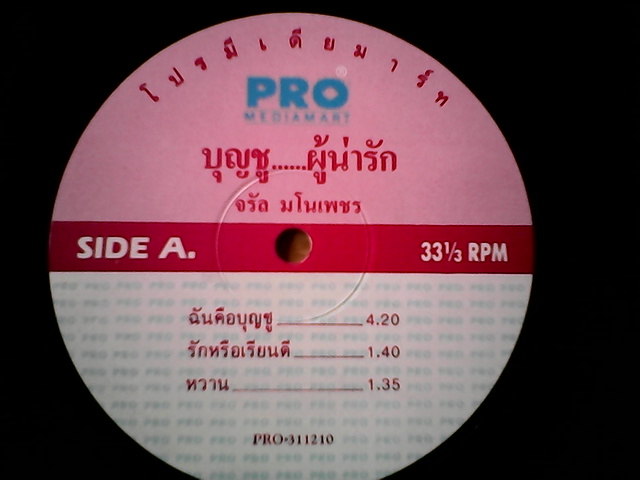 โปรมีเดียมาร์ท
PRO ®
MEDIAMART
บุญชู......ผู้น่ารัก
จรัล มโนเพชร
SIDE A.
33⅓ RPM
ฉันคือบุญชู 4.20
รักหรือเรียนดี 1.40
หวาน 1.35
PRO-311210